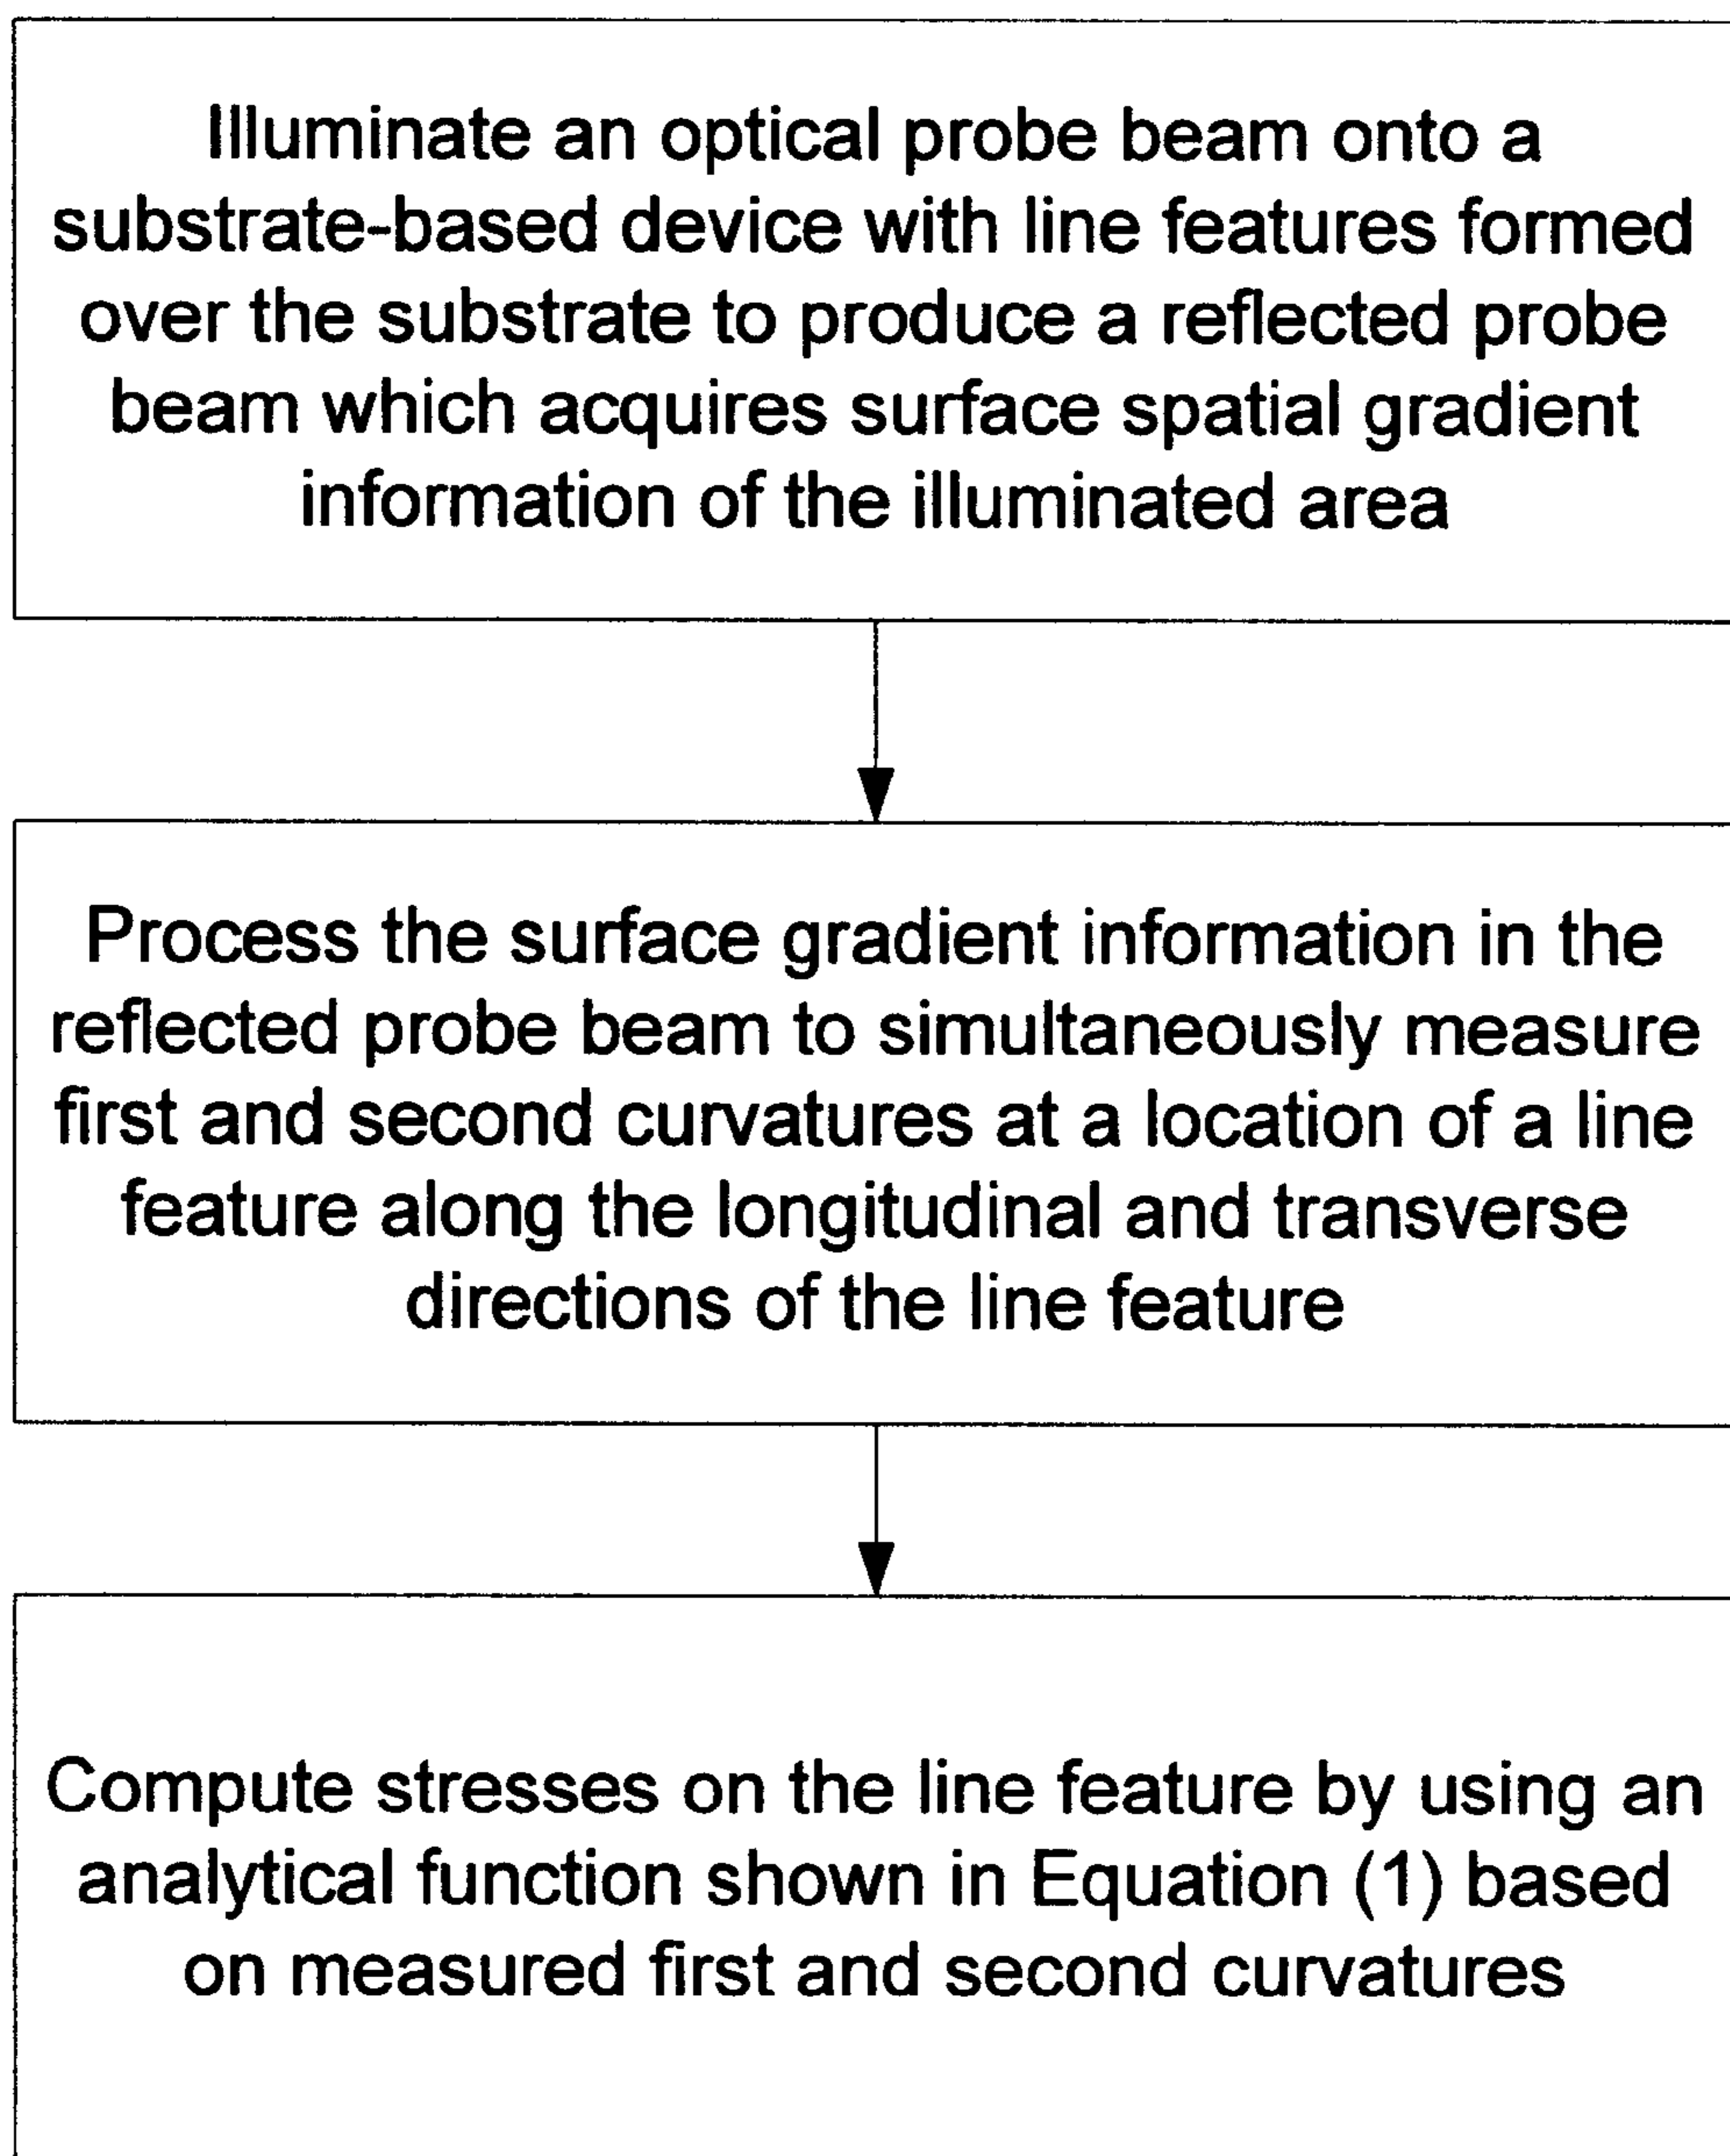 Illuminate an optical probe beam onto a
substrate-based device with line features formed
over the substrate to produce a reflected probe
beam which acquires surface spatial gradient
information of the illuminated area
Process the surface gradient information in the
reflected probe beam to simultaneously measure
first and second curvatures at a location of a line
feature along the longitudinal and transverse
directions of the line feature
Compute stresses on the line feature by using an
analytical function shown in Equation (1) based
on measured first and second curvatures